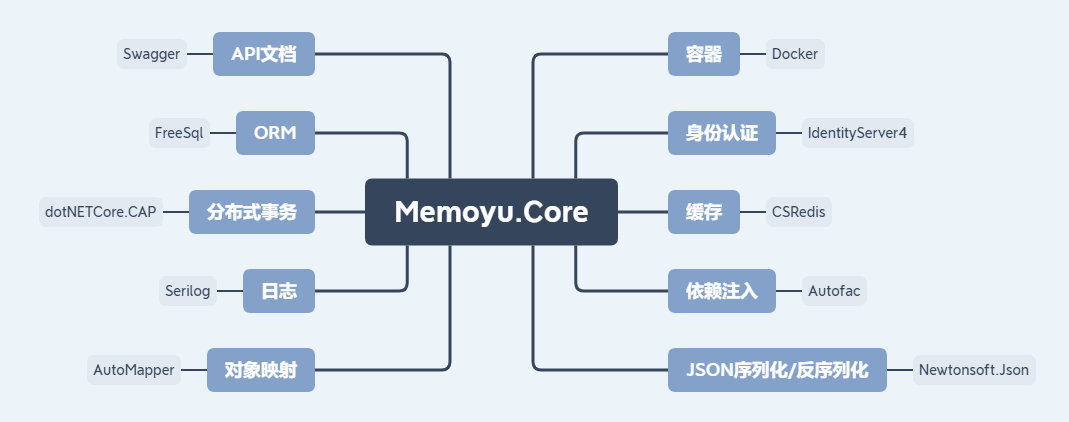 Swagger
API文档
FreeSql
ORM
dotNETCore.CAP
分布式事务
Serilog
日志
AutoMapper
对象映射
Memoyu.Core
容器
Docker
身份认证
IdentityServer4
缓存
CSRedis
依赖注入
Autofac
JSON序列化/反序列化
Newtonsoft.Json